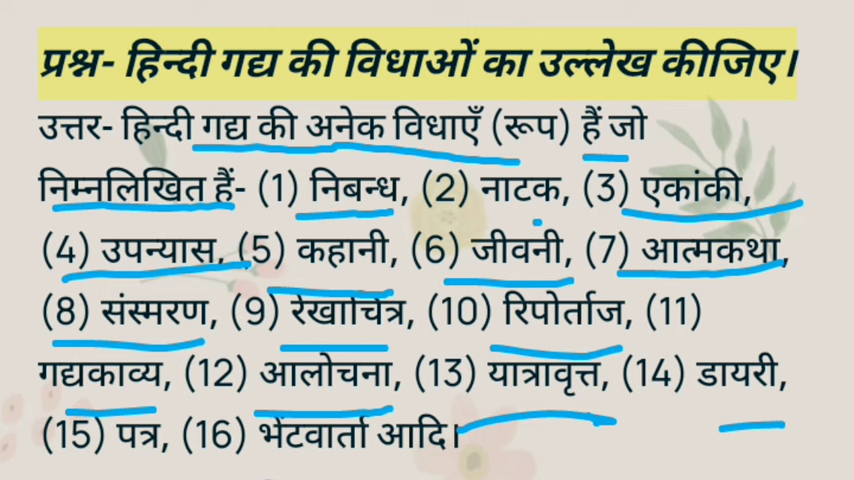 प्रश्न- हिन्दी गद्य की विधाओं का उल्लेख कीजिए।
उत्तर- हिन्दी गद्य की अनेक विधाएँ (रूप) हैं जो
निम्नलिखित हैं- (1) निबन्ध, (2) नाटक, (3) एकांकी,
(4) उपन्यास, (5) कहानी, (6) जीवनी, (7) आत्मकथा,
(8) संस्मरण, (9) रेखाचित्र, (10) रिपोर्ताज, (11)
गद्यकाव्य, (12) आलोचना, (13) यात्रावृत्त, (14) डायरी,
(15) पत्र, (16) भेंटवार्ता आदि।